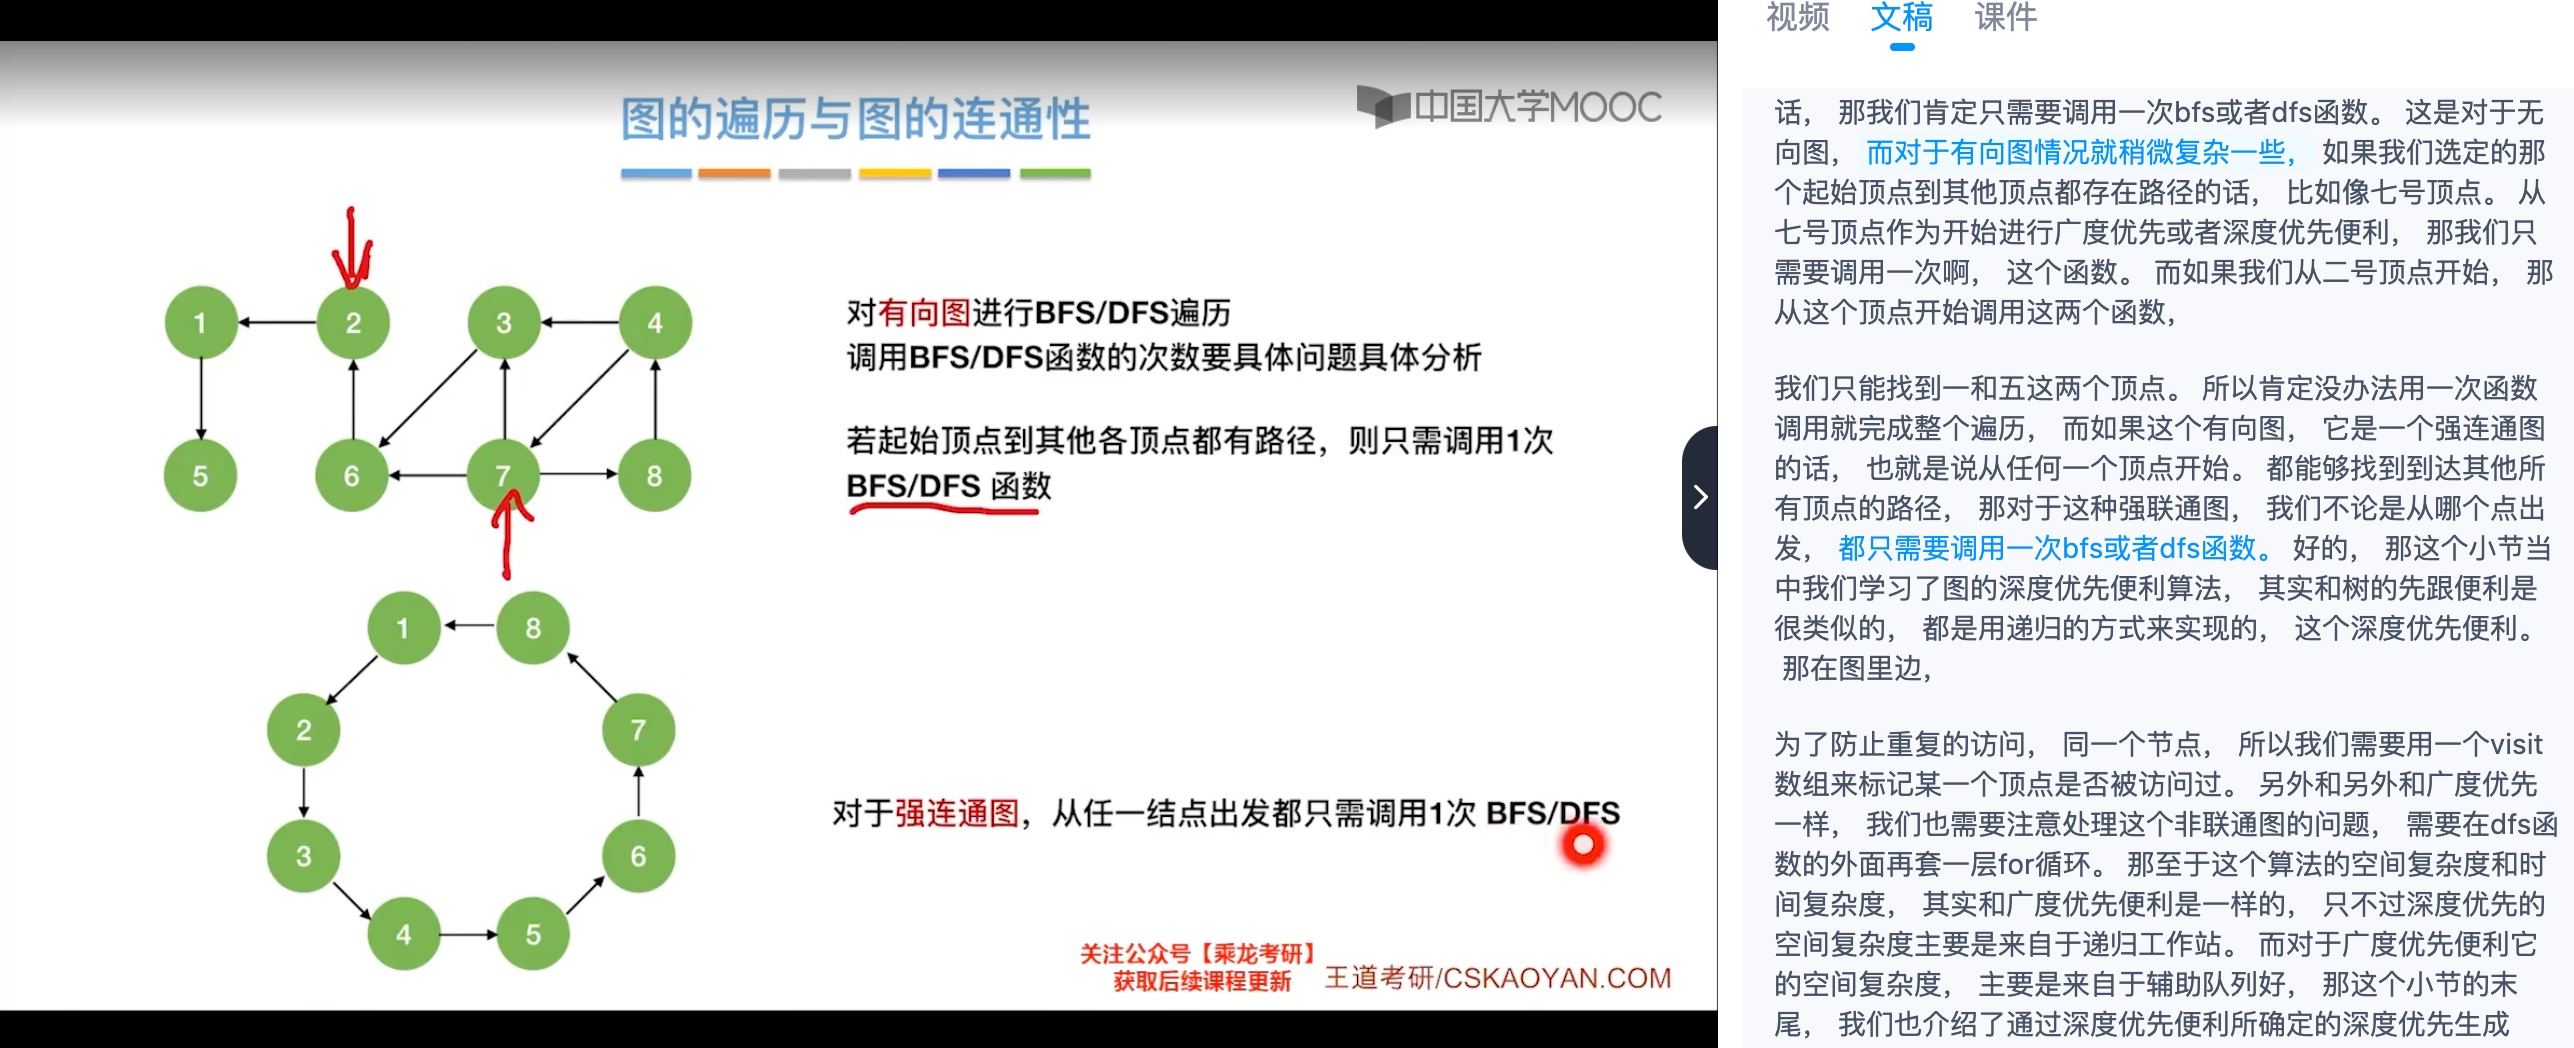 图的遍历与图的连通性
中国大学MOOC
1
2
3
4
5
6
7
8
对有向图进行BFS/DFS遍历
调用BFS/DFS函数的次数要具体问题具体分析
若起始顶点到其他各顶点都有路径，则只需调用1次
BFS/DFS 函数
1
8
2
7
3
6
4
5
对于强连通图，从任一结点出发都只需调用1次 BFS/DFS
关注公众号【乘龙考研】
获取后续课程更新
王道考研/CSKAOYAN.COM
视频 文稿 课件
话， 那我们肯定只需要调用一次bfs或者dfs函数。 这是对于无
向图， 而对于有向图情况就稍微复杂一些， 如果我们选定的那
个起始顶点到其他顶点都存在路径的话， 比如像七号顶点。 从
七号顶点作为开始进行广度优先或者深度优先便利， 那我们只
需要调用一次啊， 这个函数。 而如果我们从二号顶点开始， 那
从这个顶点开始调用这两个函数，
我们只能找到一和五这两个顶点。 所以肯定没办法用一次函数
调用就完成整个遍历， 而如果这个有向图， 它是一个强连通图
的话， 也就是说从任何一个顶点开始。 都能够找到到达其他所
有顶点的路径， 那对于这种强联通图， 我们不论是从哪个点出
发， 都只需要调用一次bfs或者dfs函数。 好的， 那这个小节当
中我们学习了图的深度优先便利算法， 其实和树的先跟便利是
很类似的， 都是用递归的方式来实现的， 这个深度优先便利。
那在图里边，
为了防止重复的访问， 同一个节点， 所以我们需要用一个visit
数组来标记某一个顶点是否被访问过。 另外和另外和广度优先
一样， 我们也需要注意处理这个非联通图的问题， 需要在dfs函
数的外面再套一层for循环。 那至于这个算法的空间复杂度和时
间复杂度， 其实和广度优先便利是一样的， 只不过深度优先的
空间复杂度主要是来自于递归工作站。 而对于广度优先便利它
的空间复杂度， 主要是来自于辅助队列好， 那这个小节的末
尾， 我们也介绍了通过深度优先便利所确定的深度优先生成